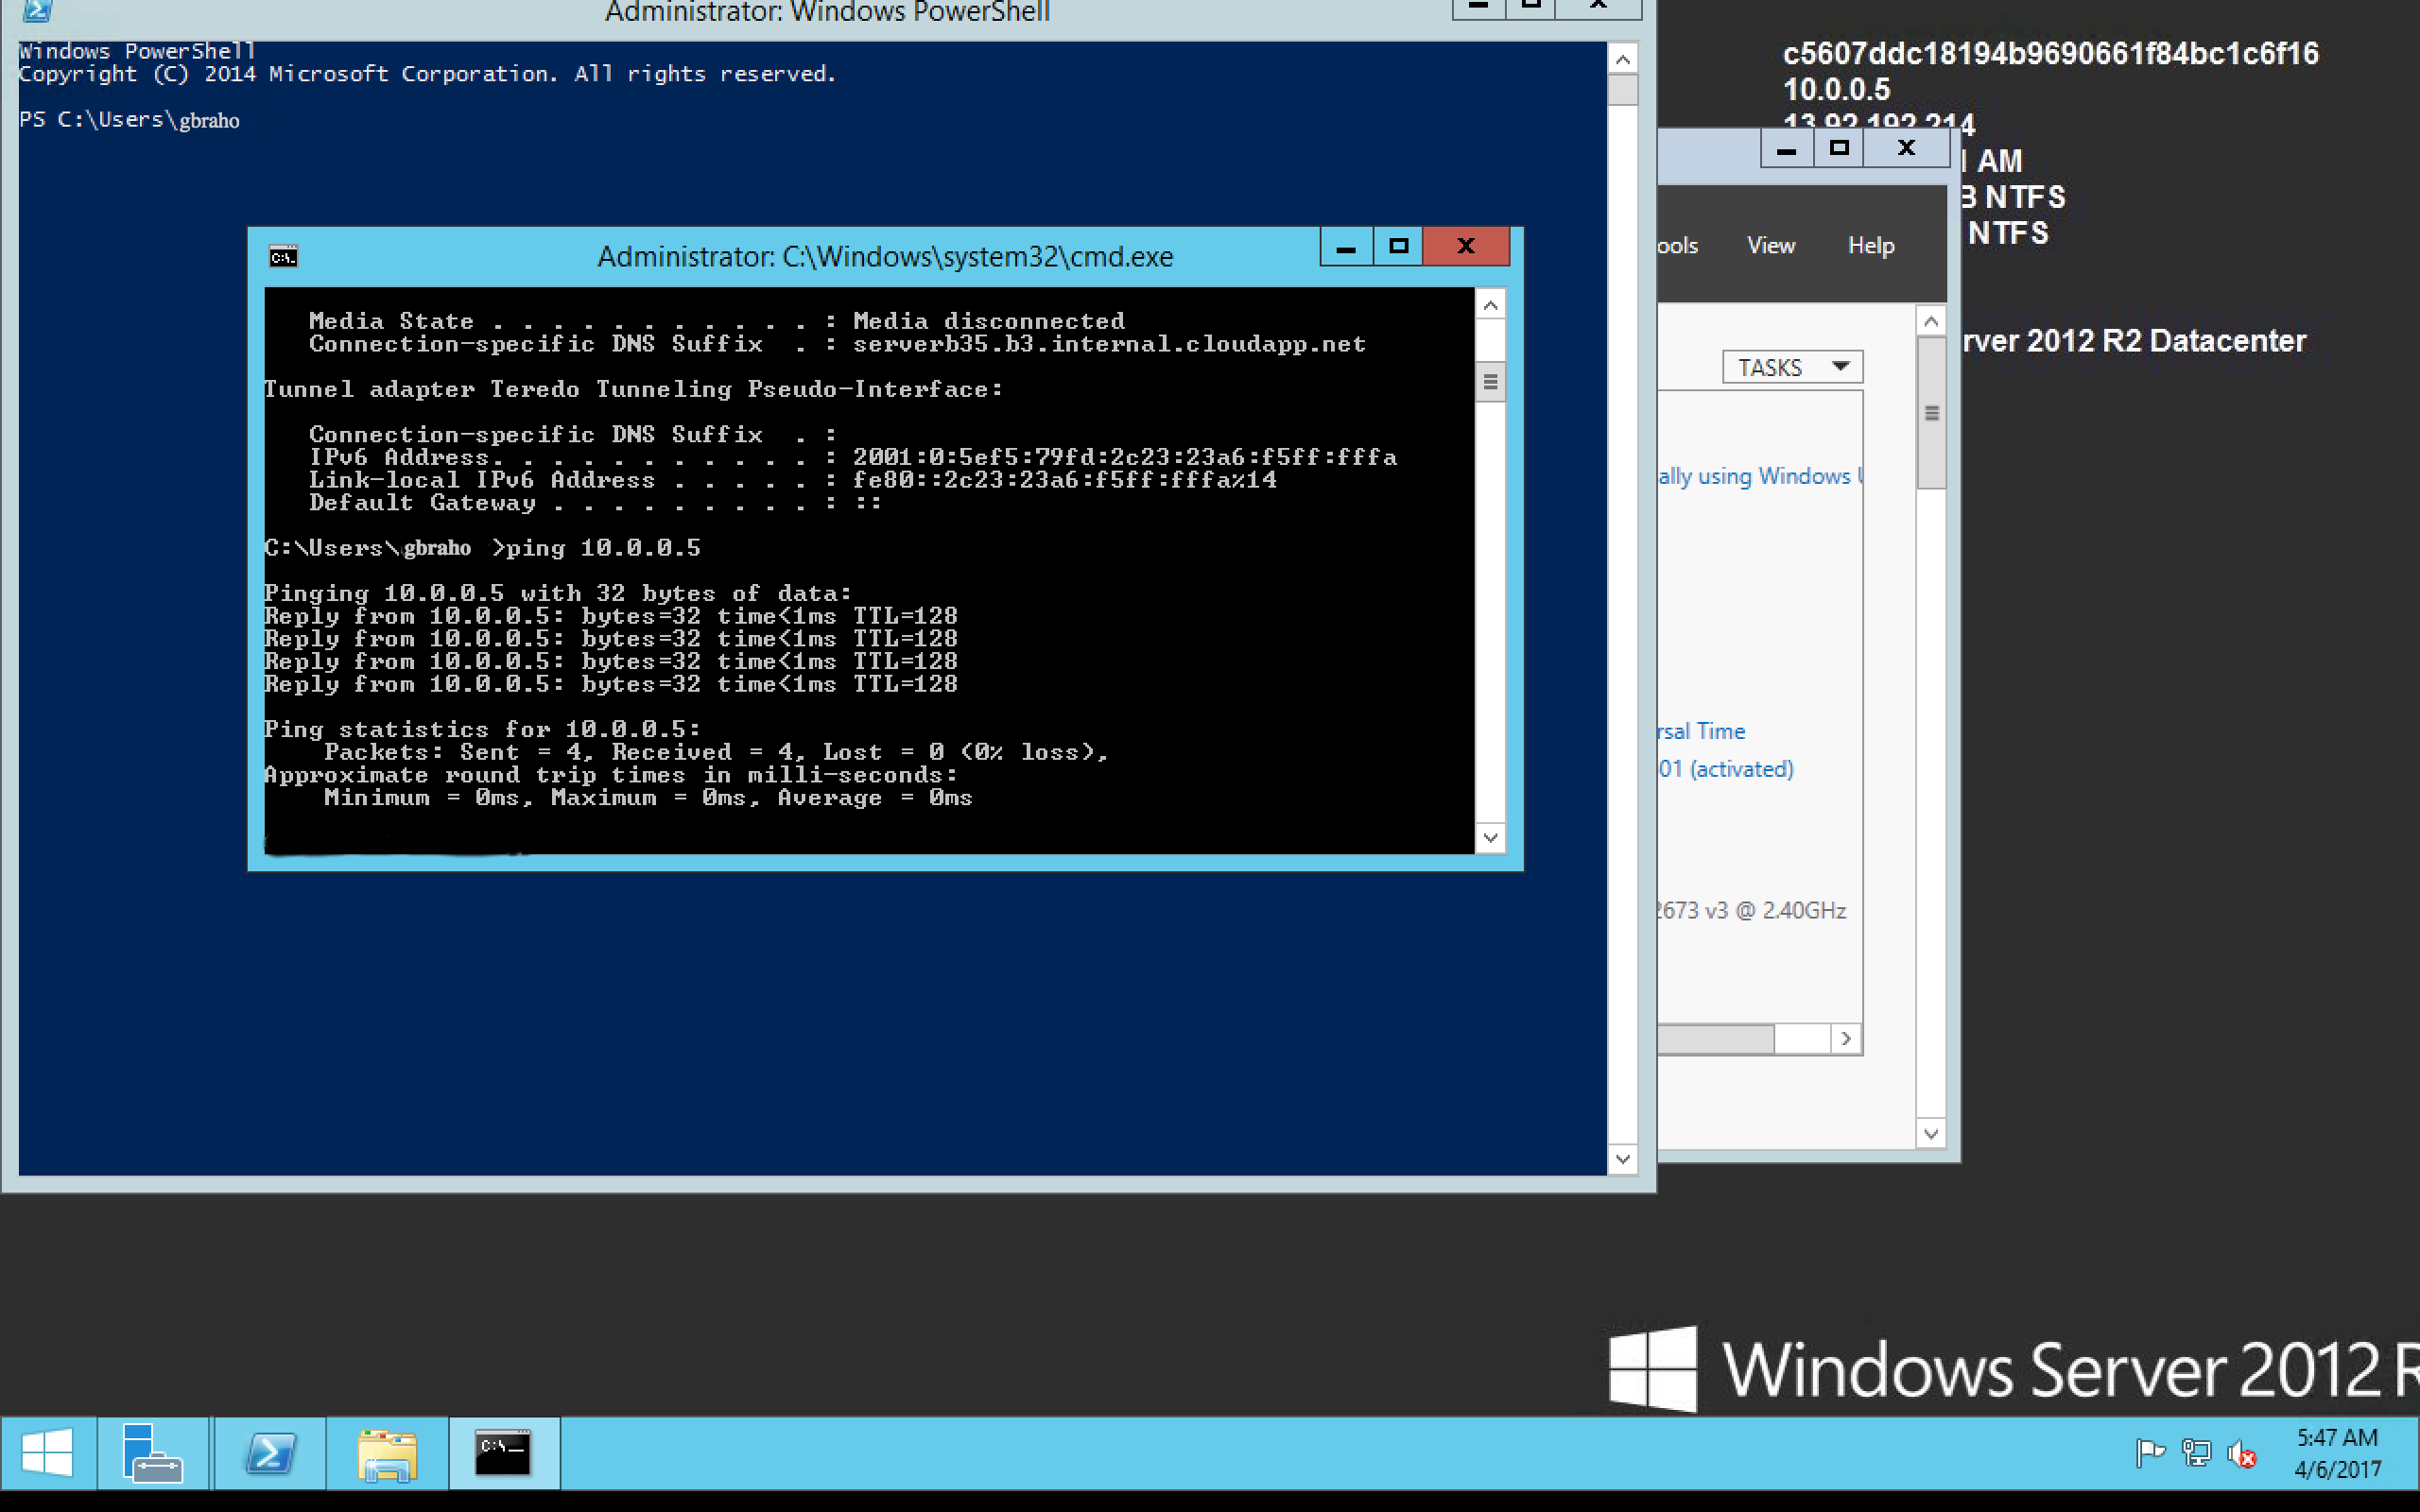 Administrator: Windows PowerShell
Windows PowerShell
Copyright (C) 2014 Microsoft Corporation. All rights reserved.
PS C:\Users\gbraho
Administrator: C:\Windows\system32\cmd.exe
Media State . . . . . . . . . . . : Media disconnected
Connection-specific DNS Suffix  . : serverb35.b3.internal.cloudapp.net
Tunnel adapter Teredo Tunneling Pseudo-Interface:
Connection-specific DNS Suffix  . :
IPv6 Address. . . . . . . . . . . : 2001:0:5ef5:79fd:2c23:23a6:f5ff:fffa
Link-local IPv6 Address . . . . . : fe80::2c23:23a6:f5ff:fffa%14
Default Gateway . . . . . . . . . : ::
C:\Users\gbraho >ping 10.0.0.5
Pinging 10.0.0.5 with 32 bytes of data:
Reply from 10.0.0.5: bytes=32 time<1ms TTL=128
Reply from 10.0.0.5: bytes=32 time<1ms TTL=128
Reply from 10.0.0.5: bytes=32 time<1ms TTL=128
Reply from 10.0.0.5: bytes=32 time<1ms TTL=128
Ping statistics for 10.0.0.5:
Packets: Sent = 4, Received = 4, Lost = 0 (0% loss),
Approximate round trip times in milli-seconds:
Minimum = 0ms, Maximum = 0ms, Average = 0ms
c5607ddc18194b9690661f84bc1c6f16
10.0.0.5
13.92.192.214
AM
NTFS
NTFS
rver 2012 R2 Datacenter
ools View Help
TASKS
ally using Windows
rsal Time
01 (activated)
2673 v3 @ 2.40GHz
Windows Server 2012 R
C:\_
5:47 AM
4/6/2017